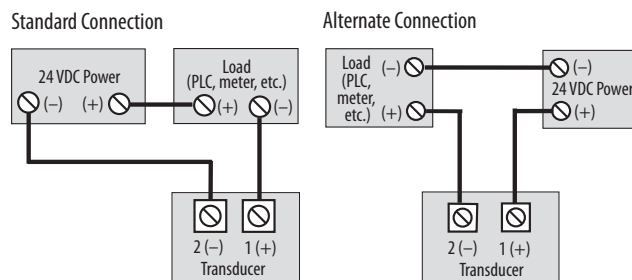 Standard Connection
24 VDC Power
(–) (+)
Load
(PLC, meter, etc.)
(+) (–)
2 (–) 1 (+)
Transducer
Alternate Connection
Load
(PLC,
meter,
etc.)
(–)
(+)
(–)
24 VDC Power
(+)
2 (–) 1 (+)
Transducer